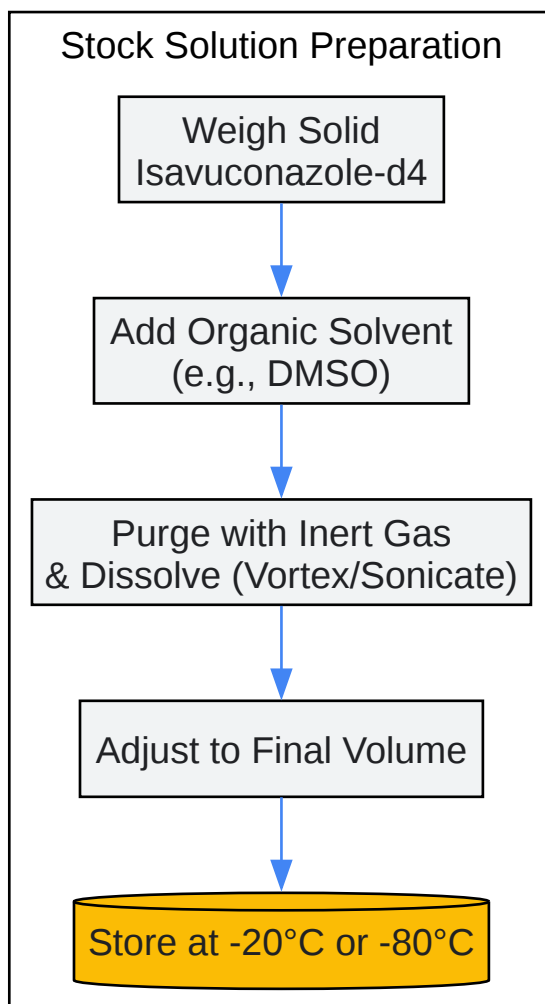 Stock Solution Preparation
Weigh Solid
Isavuconazole-d4
Add Organic Solvent
(e.g., DMSO)
Purge with Inert Gas
& Dissolve (Vortex/Sonicate)
Adjust to Final Volume
Store at -20°C or -80°C